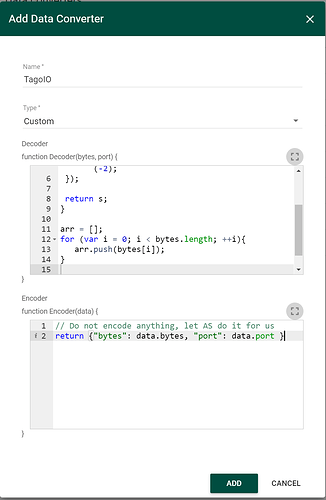 Add Data Converter
Name *
TagoIO
Type *
Custom
Decoder
function Decoder(bytes, port) {
(-2);
6 });
7
8 return s;
9 }
10
11 arr = [];
12 for (var i = 0; i < bytes.length; ++i){
13 arr.push(bytes[i]);
14 }
15
}
Encoder
function Encoder(data) {
1 // Do not encode anything, let AS do it for us
i 2 return {"bytes": data.bytes, "port": data.port }
}
ADD CANCEL